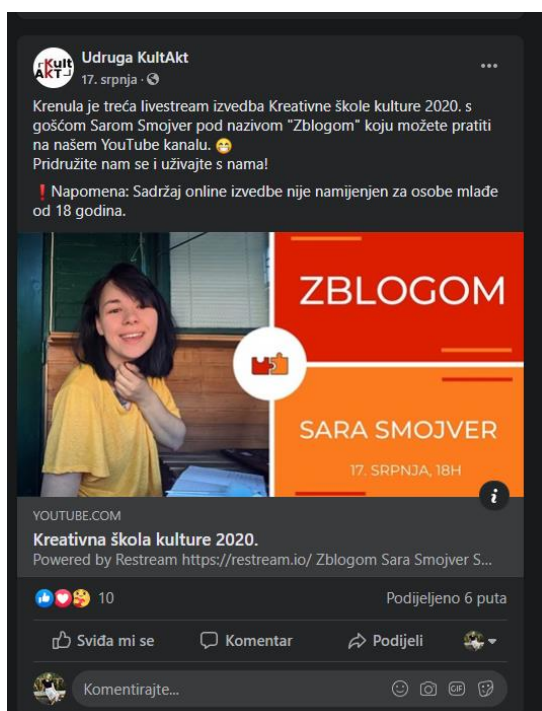 Kult
AKT
Udruga KultAkt
17. srpnja ·
Krenula je treća livestream izvedba Kreativne škole kulture 2020. s
gošćom Sarom Smojver pod nazivom "Zblogom" koju možete pratiti
na našem YouTube kanalu. 😁
Pridružite nam se i uživajte s nama!
❗ Napomena: Sadržaj online izvedbe nije namijenjen za osobe mlađe
od 18 godina.
ZBLOGOM
SARA SMOJVER
17. SRPNJA, 18H
YOUTUBE.COM
Kreativna škola kulture 2020.
Powered by Restream https://restream.io/ Zblogom Sara Smojver S...
10 Podijeljeno 6 puta
Sviđa mi se Komentar Podijeli
Komentirajte... GIF